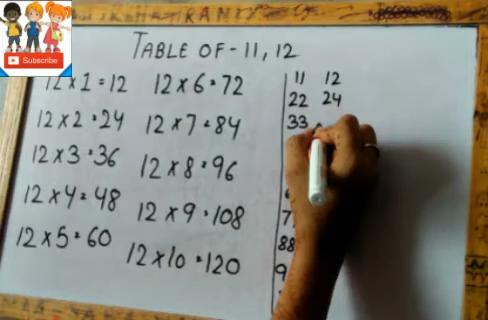 Subscribe
TABLE OF - 11, 12
12 x 1 = 12
12 x 2 = 24
12 x 3 = 36
12 x 4 = 48
12 x 5 = 60
12 x 6 = 72
12 x 7 = 84
12 x 8 = 96
12 x 9 = 108
12 x 10 = 120
11 12
22 24
33
88